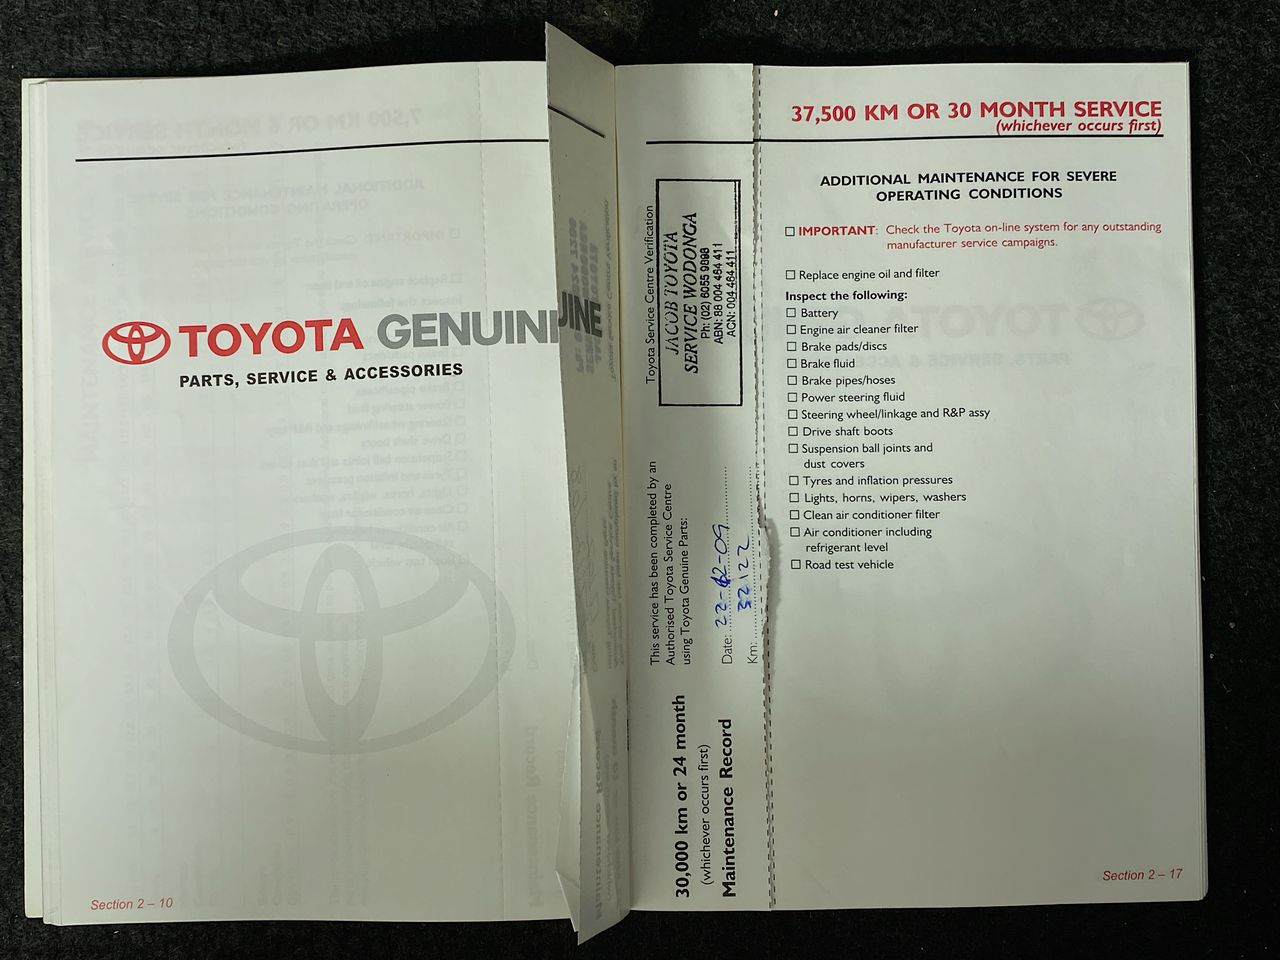 TOYOTA GENUINE
PARTS, SERVICE & ACCESSORIES
Section 2 – 10
Toyota Service Centre Verification
JACOB TOYOTA
SERVICE WODONGA
Ph: (02) 6055 9898
ABN: 88 004 464 411
ACN: 004 464 411
This service has been completed by an
Authorised Toyota Service Centre
using Toyota Genuine Parts:
Date: 22-12-09
Km: 32122
30,000 km or 24 month
(whichever occurs first)
Maintenance Record
37,500 KM OR 30 MONTH SERVICE
(whichever occurs first)
ADDITIONAL MAINTENANCE FOR SEVERE
OPERATING CONDITIONS
IMPORTANT: Check the Toyota on-line system for any outstanding
manufacturer service campaigns.
Replace engine oil and filter
Inspect the following:
Battery
Engine air cleaner filter
Brake pads/discs
Brake fluid
Brake pipes/hoses
Power steering fluid
Steering wheel/linkage and R&P assy
Drive shaft boots
Suspension ball joints and
dust covers
Tyres and inflation pressures
Lights, horns, wipers, washers
Clean air conditioner filter
Air conditioner including
refrigerant level
Road test vehicle
Section 2 – 17